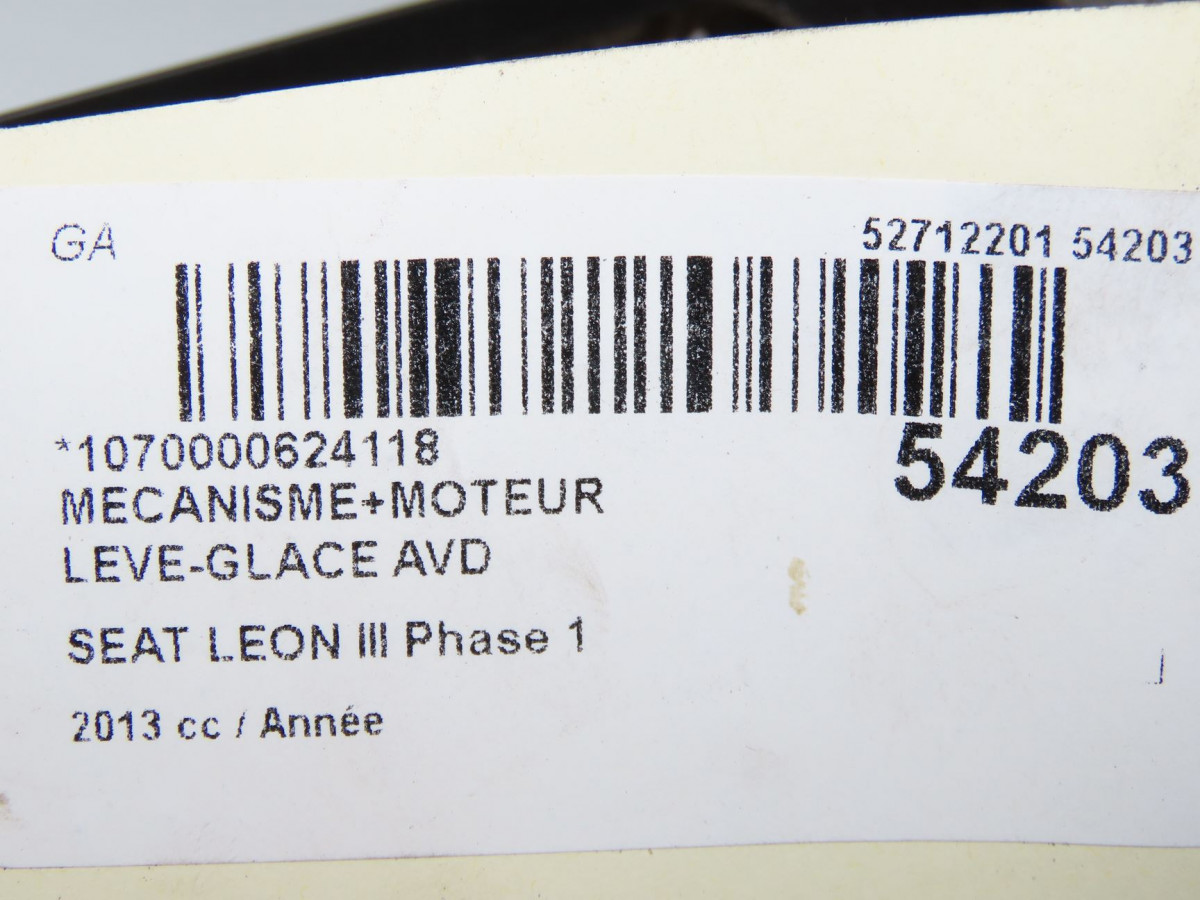 GA
52712201 54203
*1070000624118
54203
MECANISME+MOTEUR
LEVE-GLACE AVD
SEAT LEON III Phase 1
2013 cc / Année